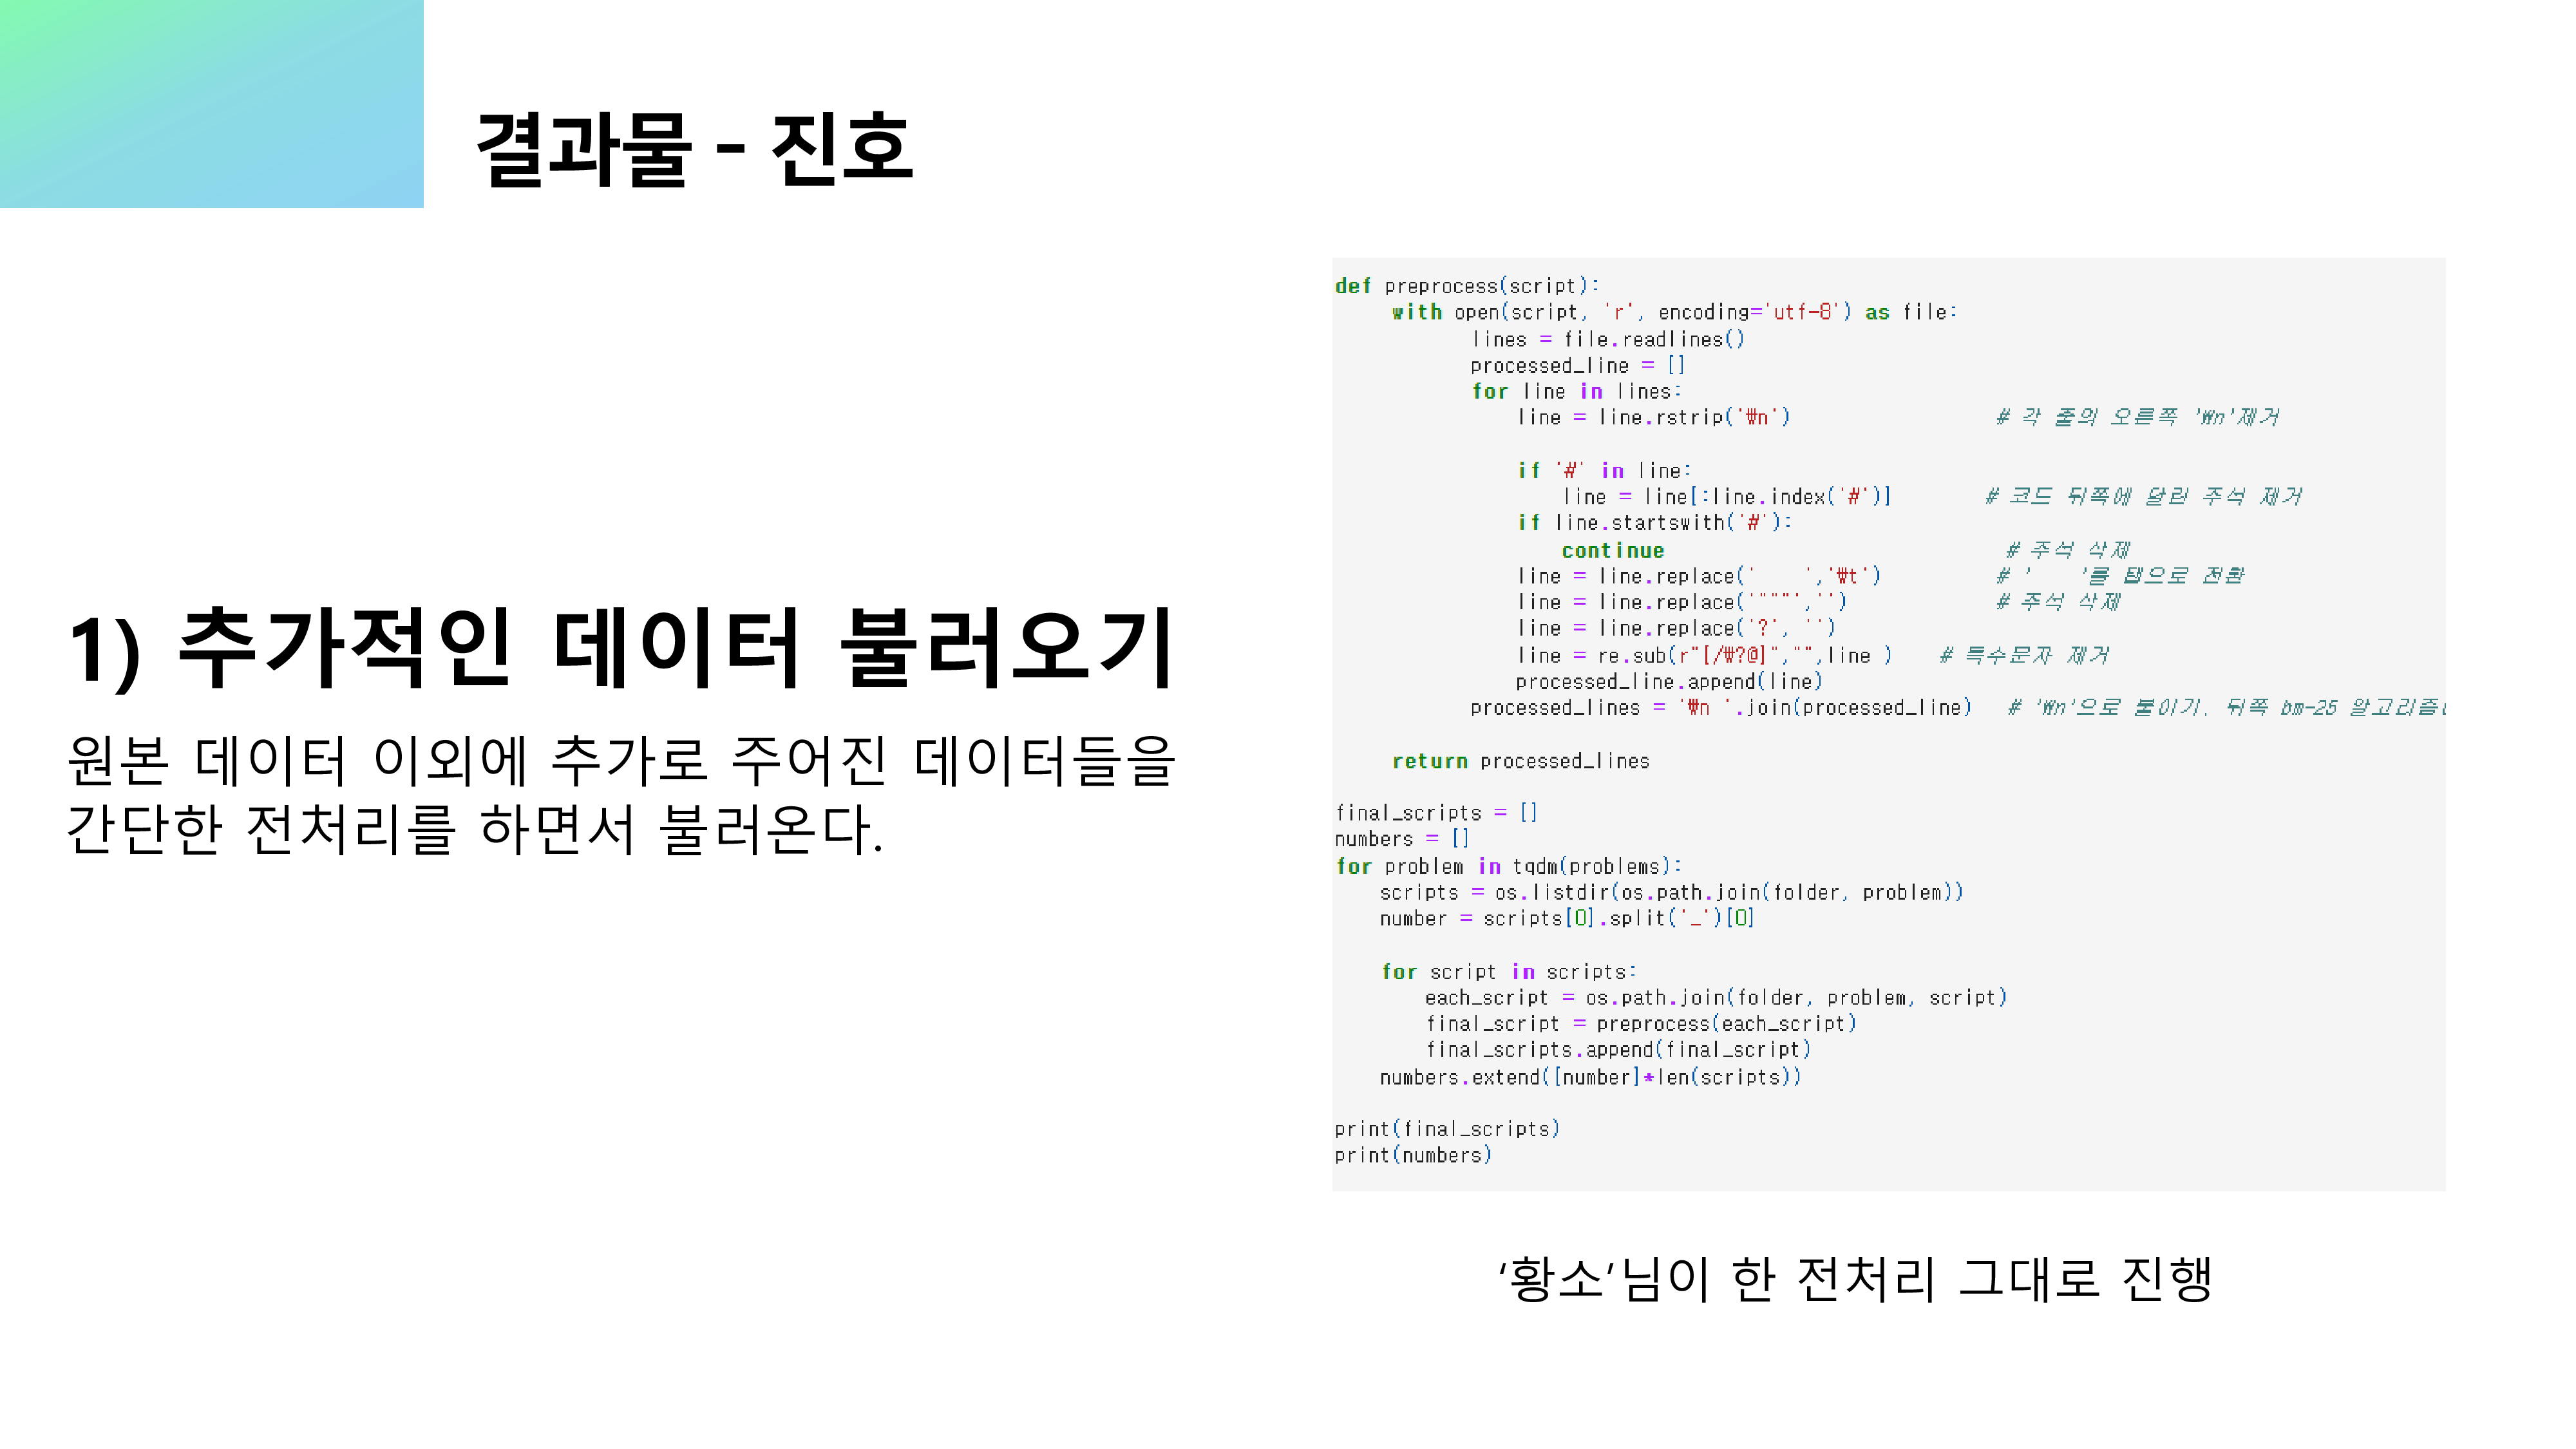 결과물 - 진호
1) 추가적인 데이터 불러오기
원본 데이터 이외에 추가로 주어진 데이터들을
간단한 전처리를 하면서 불러온다.
def preprocess(script):
    with open(script, 'r', encoding='utf-8') as file:
        lines = file.readlines()
        processed_line = []
        for line in lines:
            line = line.rstrip('₩n')    # 각 줄의 오른쪽 '₩n'제거
            if '#' in line:
                line = line[:line.index('#')]    # 코드 뒤쪽에 달린 주석 제거
            if line.startswith('#'):
                continue    # 주석 삭제
            line = line.replace('    ','₩t')    # '    '를 탭으로 전환
            line = line.replace('"""','')    # 주석 삭제
            line = line.replace('?', '')
            line = re.sub(r"[/₩?@]","",line )    # 특수문자 제거
            processed_line.append(line)
        processed_lines = '₩n '.join(processed_line)    # '₩n'으로 붙이기, 뒤쪽 bm-25 알고리즘
    return processed_lines
final_scripts = []
numbers = []
for problem in tqdm(problems):
    scripts = os.listdir(os.path.join(folder, problem))
    number = scripts[0].split('_')[0]
    for script in scripts:
        each_script = os.path.join(folder, problem, script)
        final_script = preprocess(each_script)
        final_scripts.append(final_script)
    numbers.extend([number]*len(scripts))
print(final_scripts)
print(numbers)
‘황소’님이 한 전처리 그대로 진행